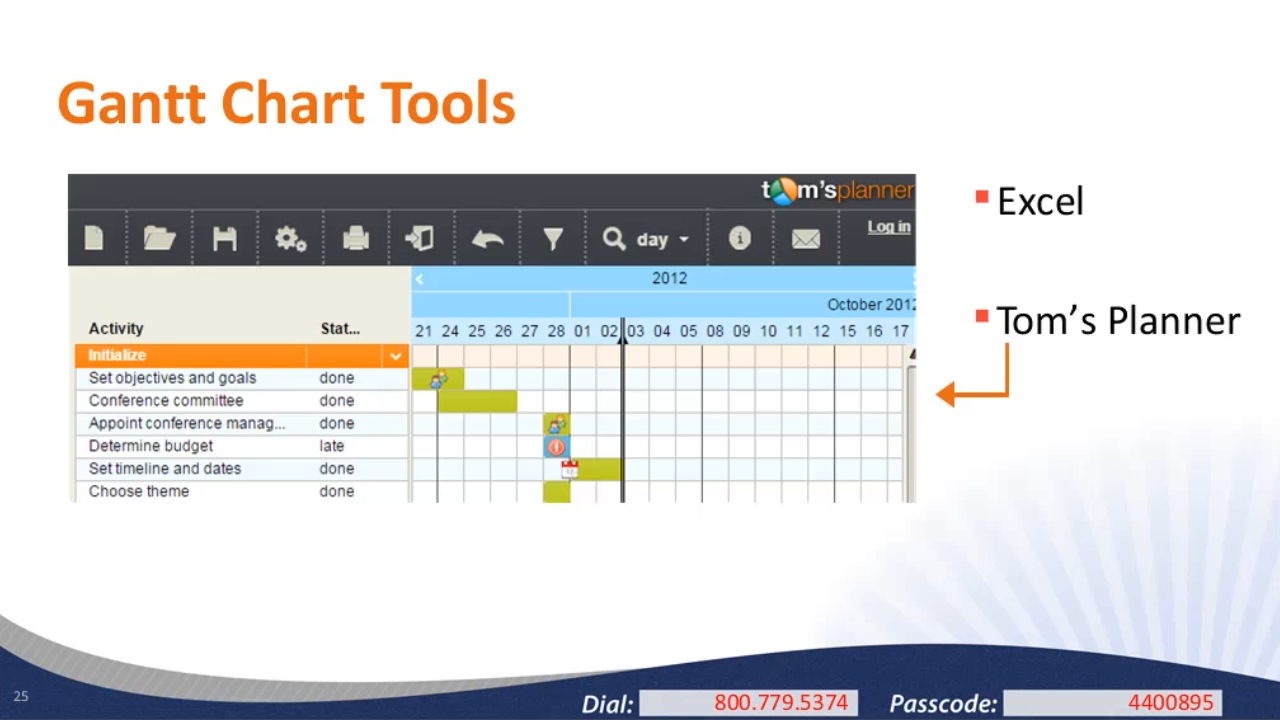 Gantt Chart Tools
tom'splanner
day
Log in
2012
October 2012
Activity Stat...
21 24 25 26 27 28 01 02 03 04 05 08 09 10 11 12 15 16 17
Initialize
Set objectives and goals done
Conference committee done
Appoint conference manag... done
Determine budget late
Set timeline and dates done
Choose theme done
Excel
Tom's Planner
25
Dial: 800.779.5374 Passcode: 4400895